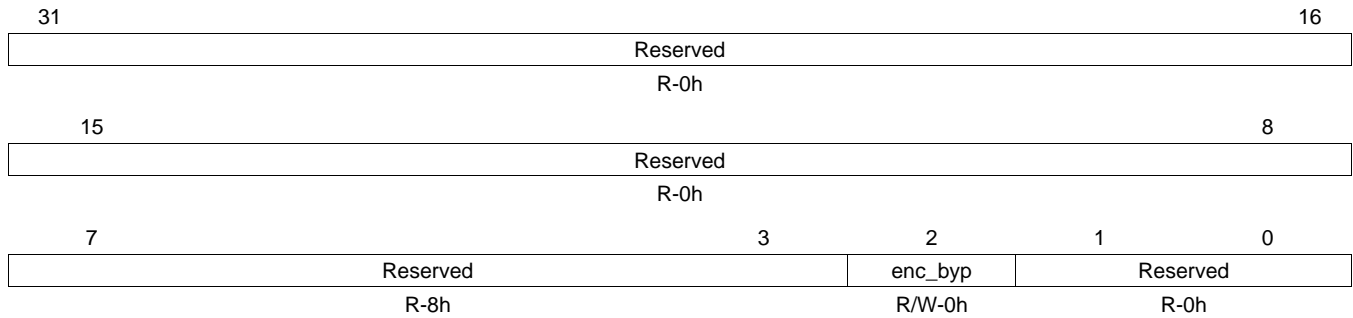 31 16
Reserved
R-0h
15 8
Reserved
R-0h
7 3 2 1 0
Reserved enc_byp Reserved
R-8h R/W-0h R-0h